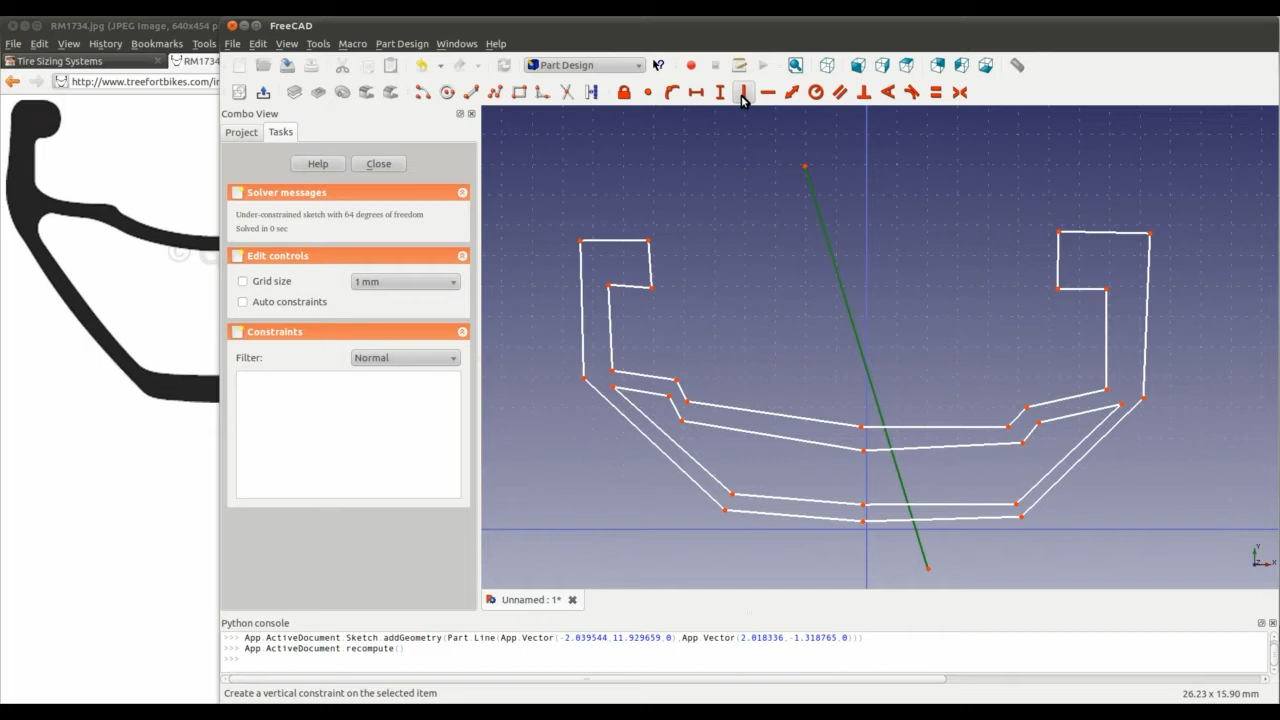 RM1734.jpg (JPEG Image, 640x454 p
FreeCAD
File Edit View History Bookmarks Tools
File Edit View Tools Macro Part Design Windows Help
Tire Sizing Systems
RM1734
Part Design
http://www.treefortbikes.com/i
Combo View
Project
Tasks
Help
Close
Solver messages
Under-constrained sketch with 64 degrees of freedom
Solved in 0 sec
Edit controls
Grid size
1 mm
Auto constraints
Constraints
Filter:
Normal
©
Y
Z
X
Unnamed : 1*
Python console
>>> App.ActiveDocument.Sketch.addGeometry(Part.Line(App.Vector(-2.039544,11.929659,0),App.Vector(2.018336,-1.318765,0)))
>>> App.ActiveDocument.recompute()
>>>
Create a vertical constraint on the selected item
26.23 x 15.90 mm